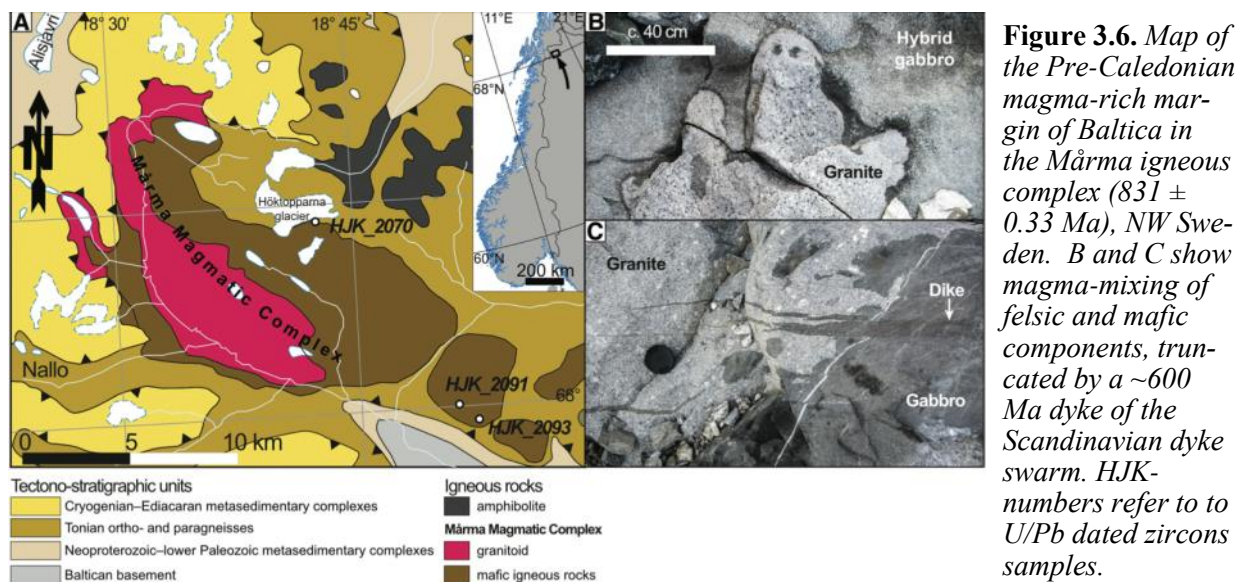 A
18° 30'
18° 45'
11°E
21°E
68°N
60°N
200 km
Alisjavri
N
Mårma Magmatic Complex
Höktopparna
glacier
HJK_2070
HJK_2091
HJK_2093
68°
Nallo
0 5 10 km
B
c. 40 cm
Hybrid
gabbro
Granite
C
Granite
Dike
Gabbro
Tectono-stratigraphic units
Cryogenian–Ediacaran metasedimentary complexes
Tonian ortho- and paragneisses
Neoproterozoic–lower Paleozoic metasedimentary complexes
Baltican basement
Igneous rocks
amphibolite
Mårma Magmatic Complex
granitoid
mafic igneous rocks
Figure 3.6. Map of
the Pre-Caledonian
magma-rich mar-
gin of Baltica in
the Mårma igneous
complex (831 ±
0.33 Ma), NW Swe-
den. B and C show
magma-mixing of
felsic and mafic
components, trun-
cated by a ~600
Ma dyke of the
Scandinavian dyke
swarm. HJK-
numbers refer to to
U/Pb dated zircons
samples.